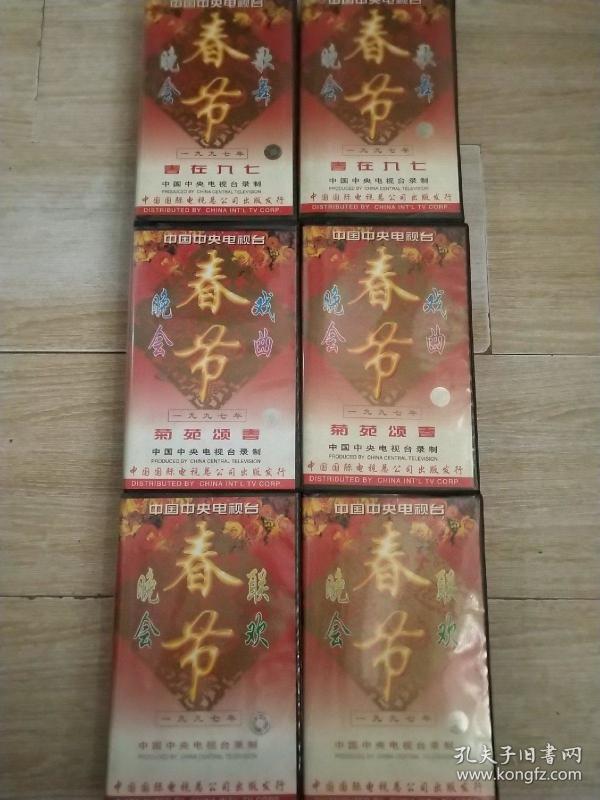 中国中央电视台
春节
歌舞
晚会
一九九七年
春在九七
中国中央电视台录制
PRODUCED BY CHINA CENTRAL TELEVISION
中国国际电视总公司出版发行
DISTRIBUTED BY CHINA INT'L TV CORP.
中国中央电视台
春节
歌舞
晚会
一九九七年
春在九七
中国中央电视台录制
PRODUCED BY CHINA CENTRAL TELEVISION
中国国际电视总公司出版发行
DISTRIBUTED BY CHINA INT'L TV CORP.
中国中央电视台
春节
戏曲
晚会
一九九七年
菊苑颂春
中国中央电视台录制
PRODUCED BY CHINA CENTRAL TELEVISION
中国国际电视总公司出版发行
DISTRIBUTED BY CHINA INT'L TV CORP.
中国中央电视台
春节
戏曲
晚会
一九九七年
菊苑颂春
中国中央电视台录制
PRODUCED BY CHINA CENTRAL TELEVISION
中国国际电视总公司出版发行
DISTRIBUTED BY CHINA INT'L TV CORP.
中国中央电视台
春节
联欢
晚会
一九九七年
中国中央电视台录制
PRODUCED BY CHINA CENTRAL TELEVISION
中国国际电视总公司出版发行
中国中央电视台
春节
联欢
晚会
一九九七年
中国中央电视台录制
PRODUCED BY CHINA CENTRAL TELEVISION
中国国际电视总公司出版发行
孔夫子旧书网
www.kongfz.com